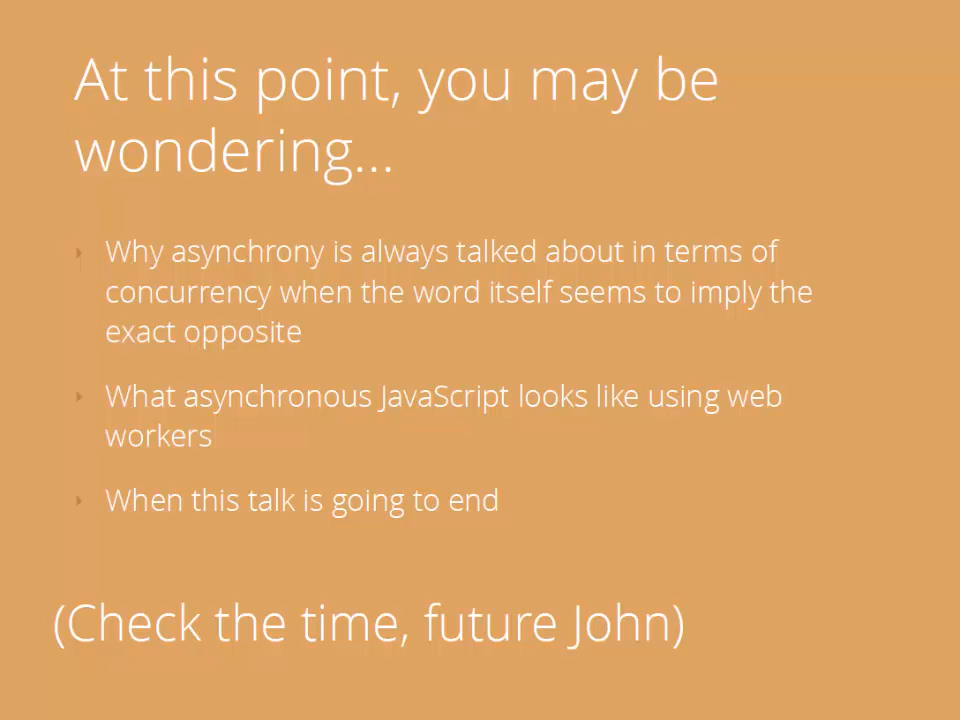 At this point, you may be
wondering...
Why asynchrony is always talked about in terms of
concurrency when the word itself seems to imply the
exact opposite
What asynchronous JavaScript looks like using web
workers
When this talk is going to end
(Check the time, future John)